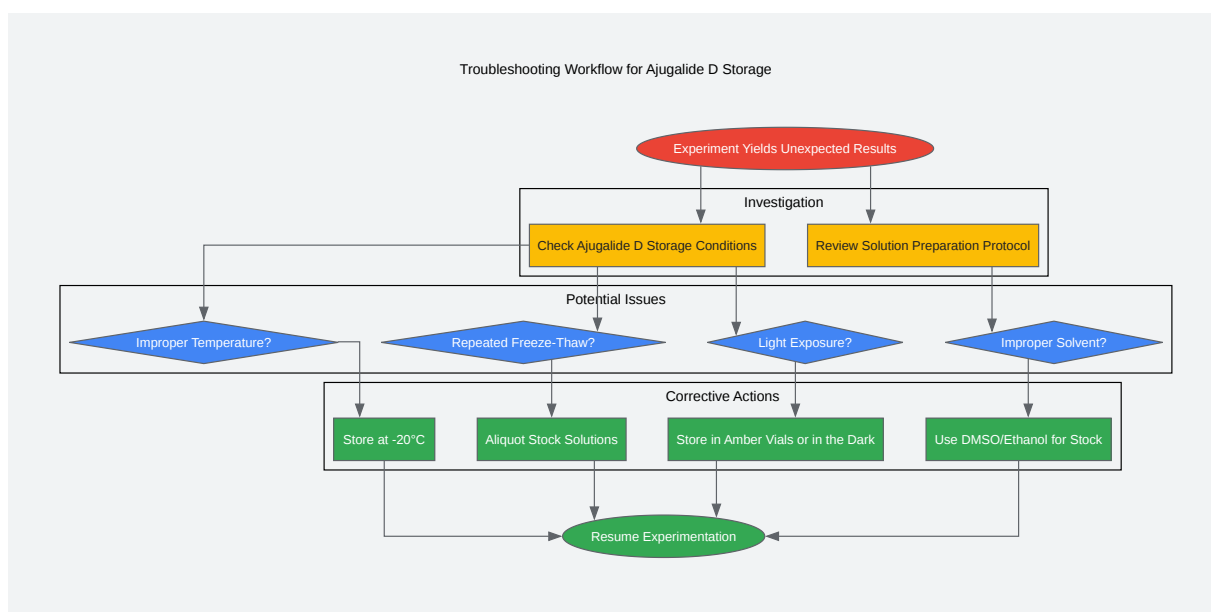 Troubleshooting Workflow for Ajugalide D Storage
Experiment Yields Unexpected Results
Investigation
Check Ajugalide D Storage Conditions
Review Solution Preparation Protocol
Potential Issues
Improper Temperature?
Repeated Freeze-Thaw?
Light Exposure?
Improper Solvent?
Corrective Actions
Store at -20°C
Aliquot Stock Solutions
Store in Amber Vials or in the Dark
Use DMSO/Ethanol for Stock
Resume Experimentation